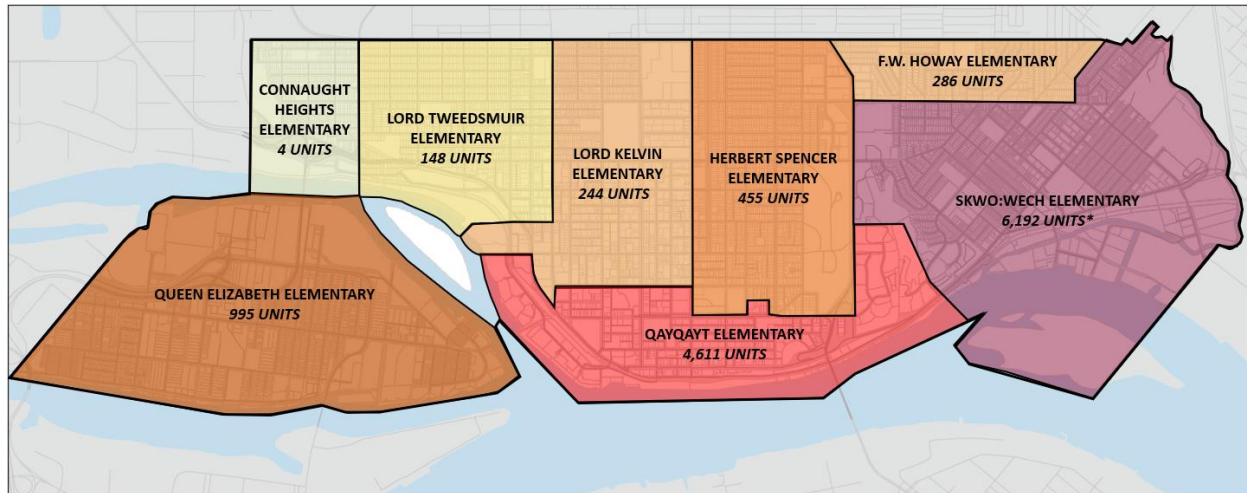 CONNAUGHT
HEIGHTS
ELEMENTARY
4 UNITS
LORD TWEEDSMUIR
ELEMENTARY
148 UNITS
LORD KELVIN
ELEMENTARY
244 UNITS
HERBERT SPENCER
ELEMENTARY
455 UNITS
F.W. HOWAY ELEMENTARY
286 UNITS
SKWO:WECH ELEMENTARY
6,192 UNITS*
QUEEN ELIZABETH ELEMENTARY
995 UNITS
QAYQAYT ELEMENTARY
4,611 UNITS